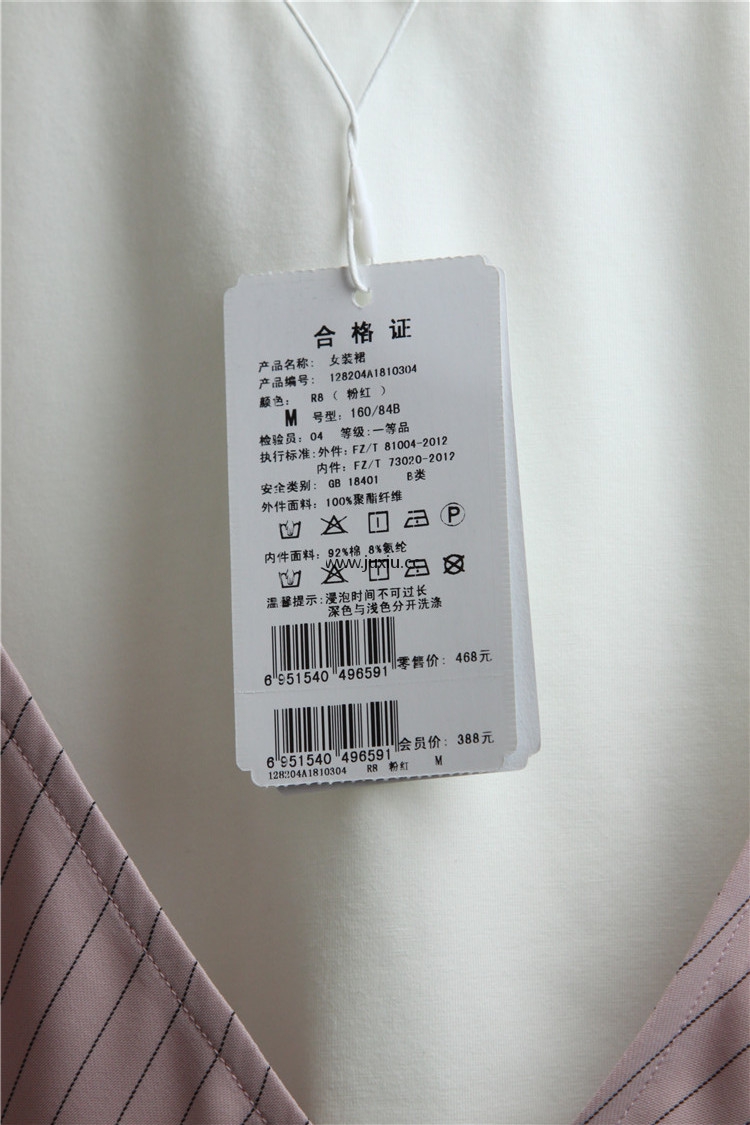 合格证
产品名称: 女装裙
产品编号: 128204A1810304
颜色: R8 ( 粉红 )
M 号型: 160/84B
检验员: 04 等级:一等品
执行标准:外件: FZ/T 81004-2012
内件: FZ/T 73020-2012
安全类别: GB 18401 B类
外件面料: 100%聚酯纤维
P
内件面料: 92%棉 8%氨纶
www.juxiu.cc
温馨提示:浸泡时间不可过长
深色与浅色分开洗涤
零售价: 468元
6 951540 496591
会员价: 388元
6 951540 496591
128204A1810304 R8 粉红 M